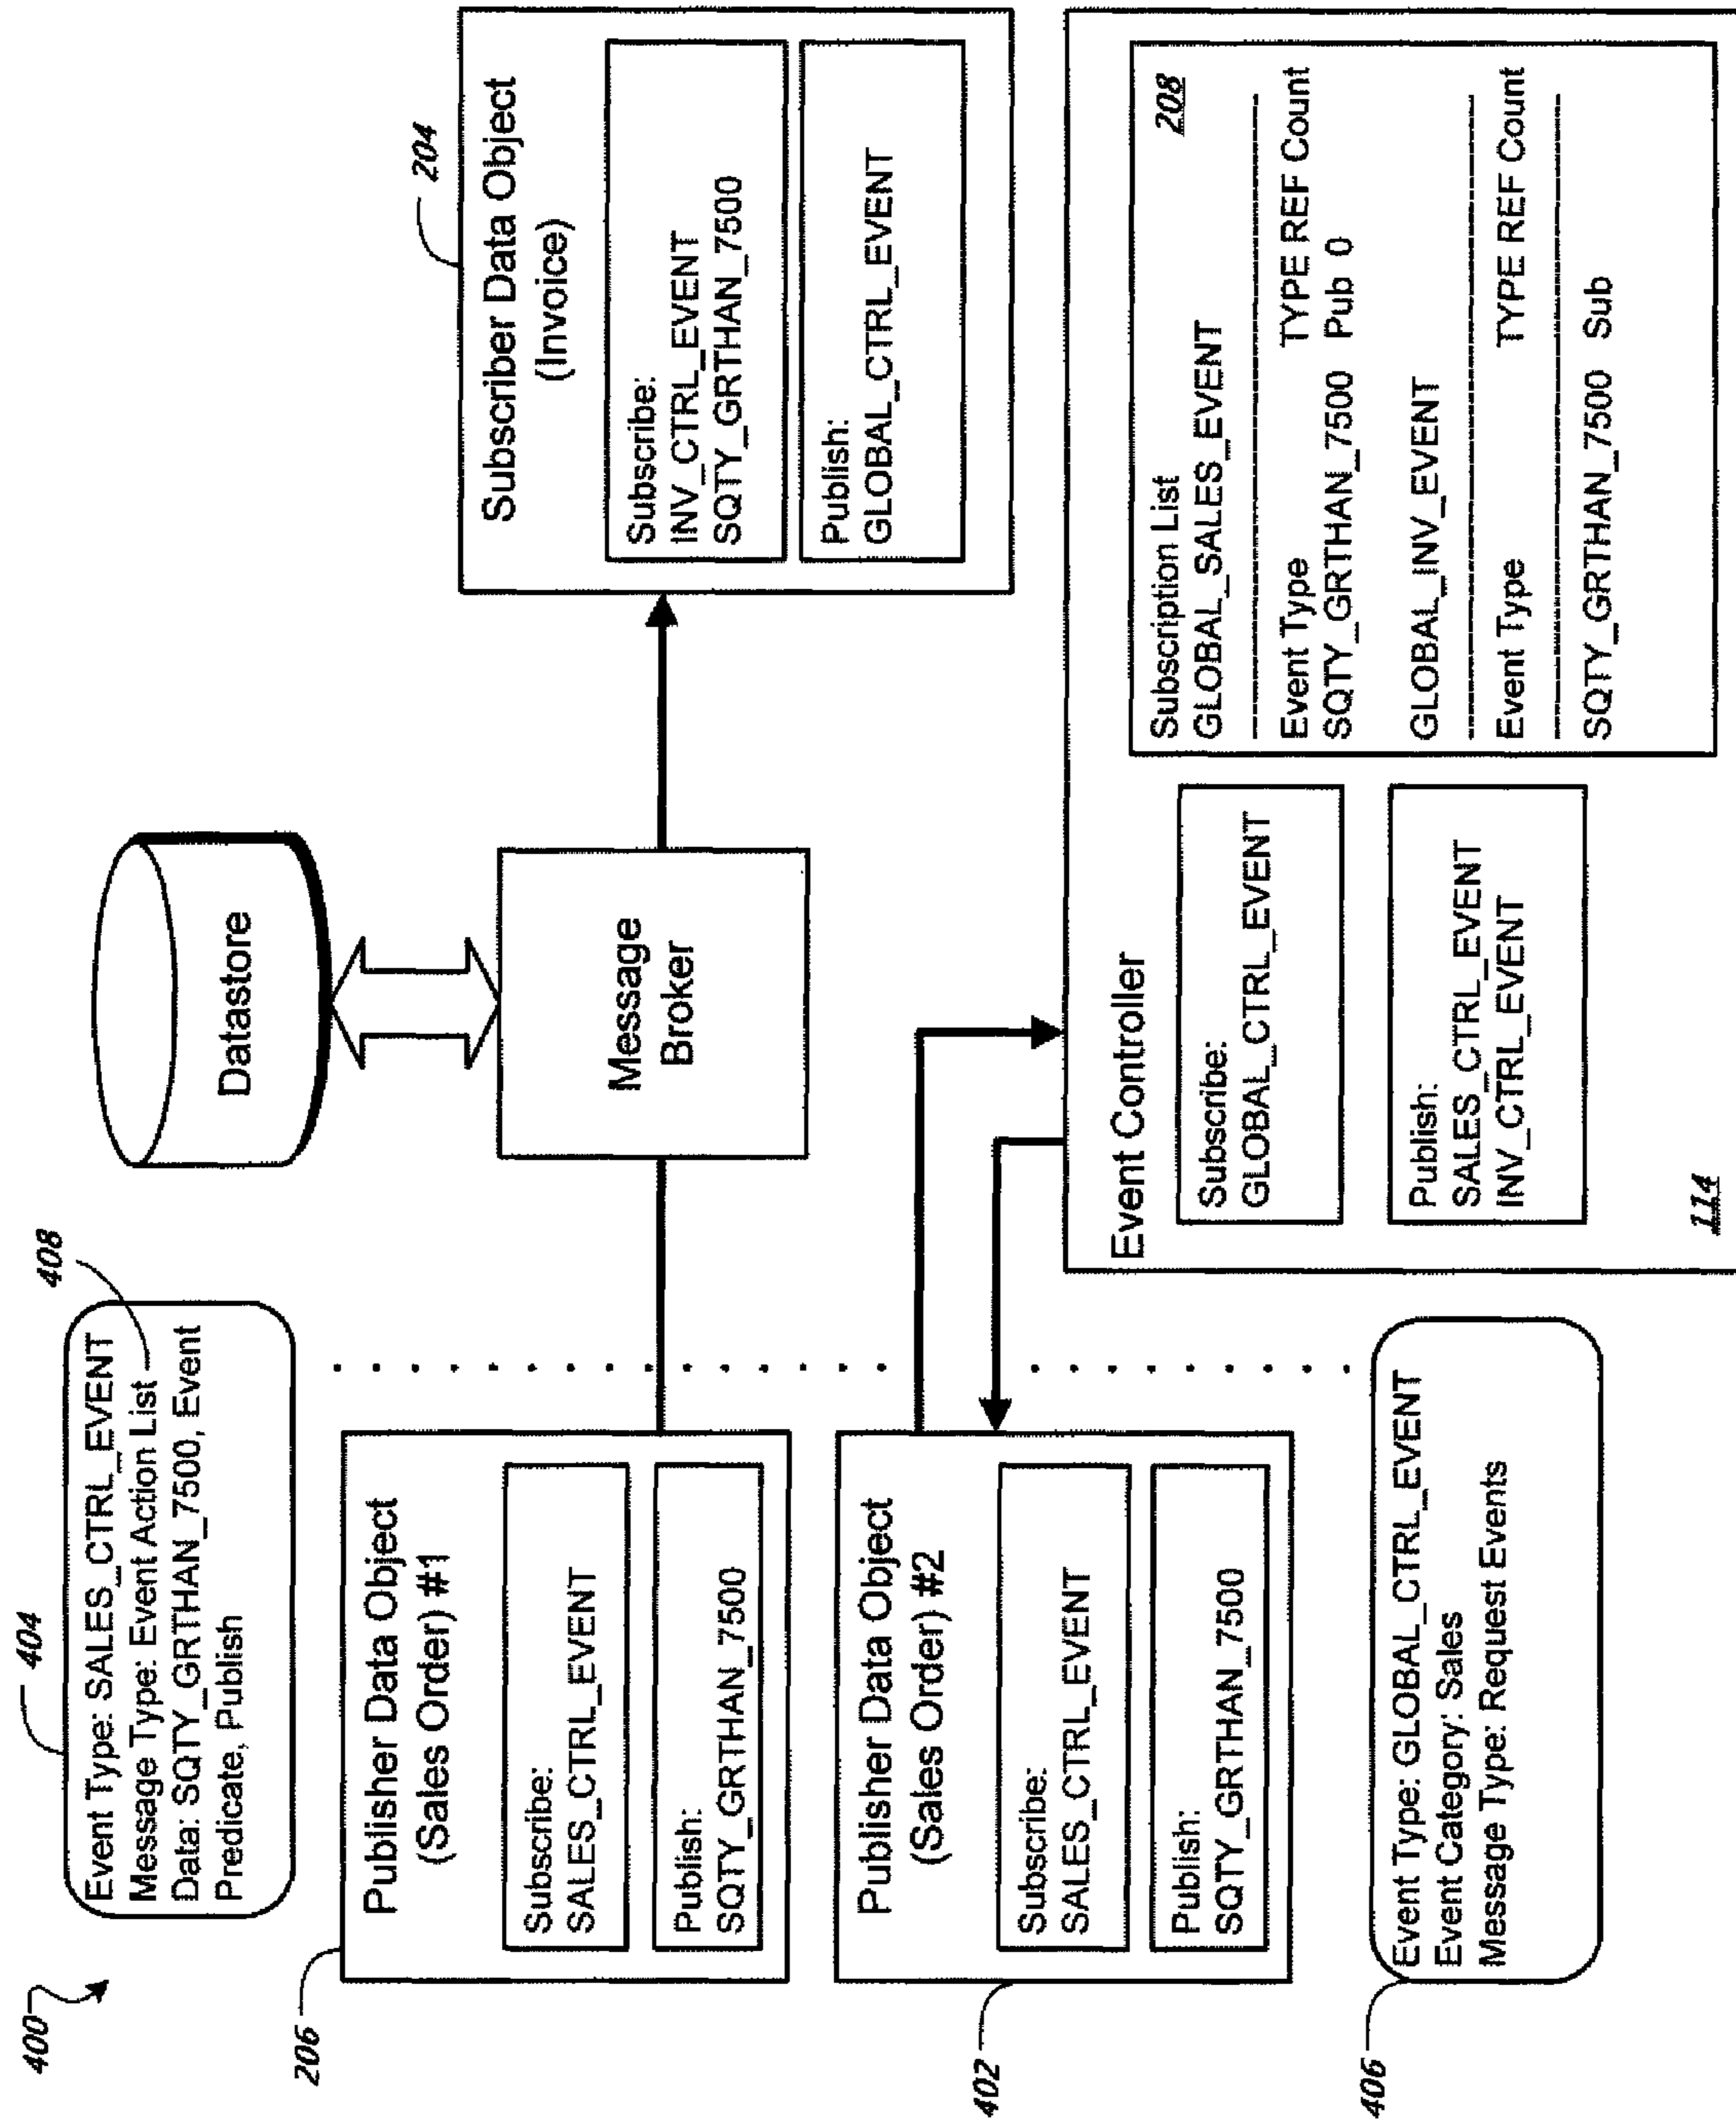 400
404
Event Type: SALES_CTRL_EVENT
Message Type: Event Action List
408
Data: SQTY_GRTHAN_7500, Event
Predicate, Publish
206
Publisher Data Object
(Sales Order) #1
Subscribe:
SALES_CTRL_EVENT
Publish:
SQTY_GRTHAN_7500
402
Publisher Data Object
(Sales Order) #2
Subscribe:
SALES_CTRL_EVENT
Publish:
SQTY_GRTHAN_7500
406
Event Type: GLOBAL_CTRL_EVENT
Event Category: Sales
Message Type: Request Events
Datastore
Message
Broker
204
Subscriber Data Object
(Invoice)
Subscribe:
INV_CTRL_EVENT
SQTY_GRTHAN_7500
Publish:
GLOBAL_CTRL_EVENT
Event Controller
Subscribe:
GLOBAL_CTRL_EVENT
Publish:
SALES_CTRL_EVENT
INV_CTRL_EVENT
114
Subscription List
208
GLOBAL_SALES_EVENT
Event Type TYPE REF Count
SQTY_GRTHAN_7500 Pub 0
GLOBAL_INV_EVENT
Event Type TYPE REF Count
SQTY_GRTHAN_7500 Sub